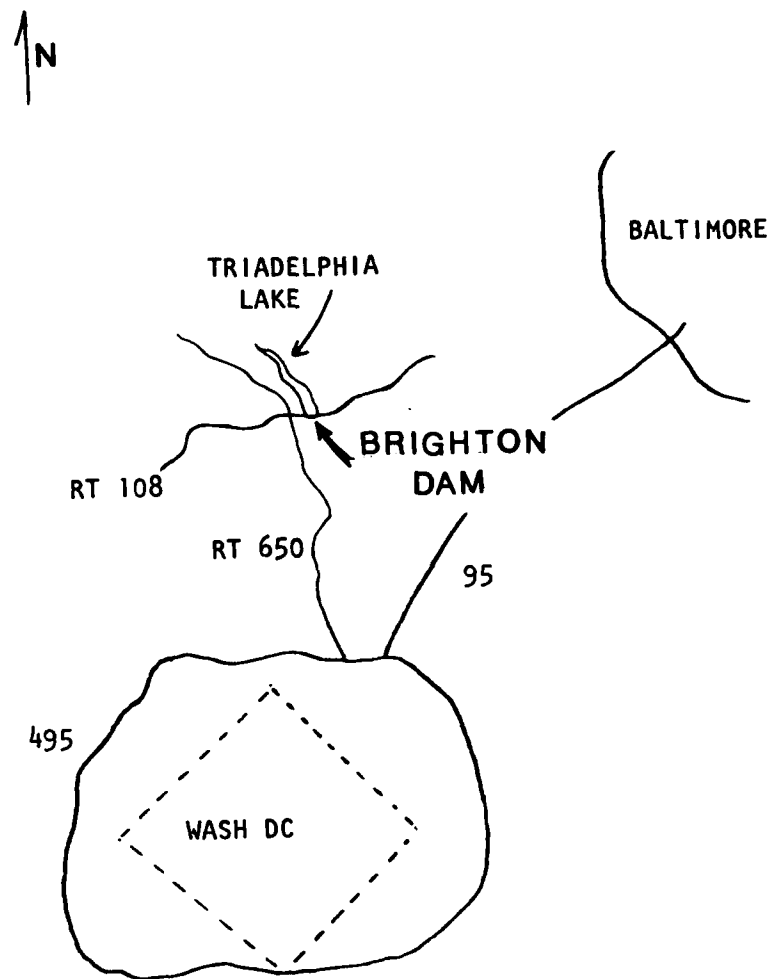 N
BALTIMORE
TRIADELPHIA
LAKE
BRIGHTON
DAM
RT 108
RT 650
95
495
WASH DC